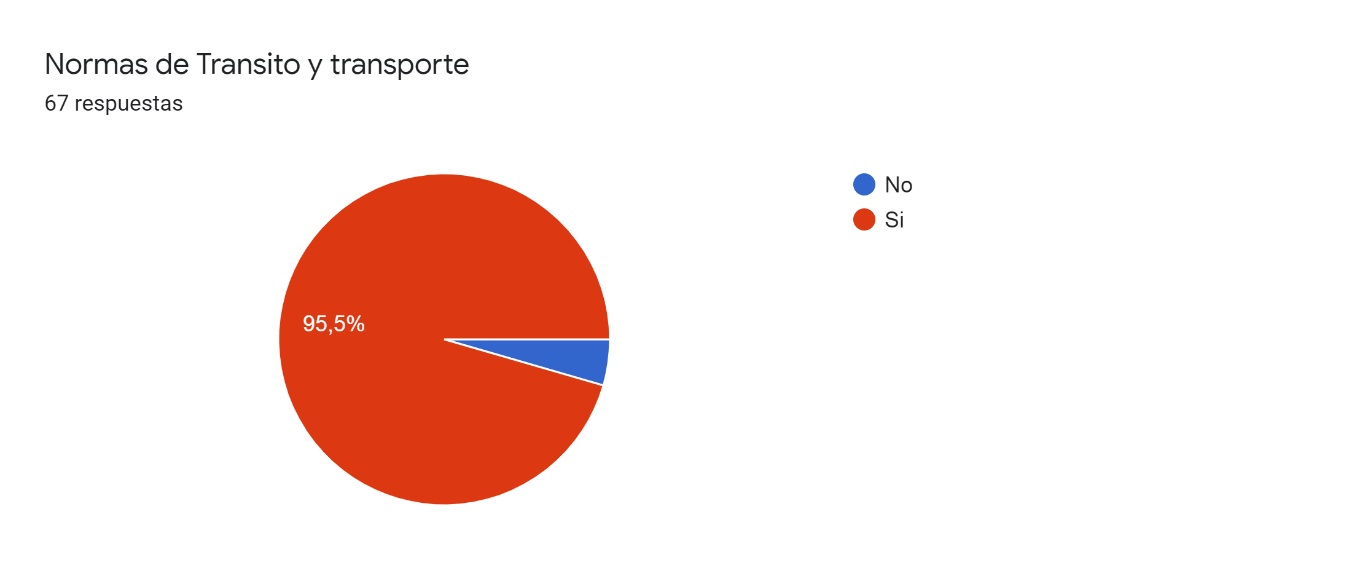 Normas de Transito y transporte
67 respuestas
No
Si
95,5%